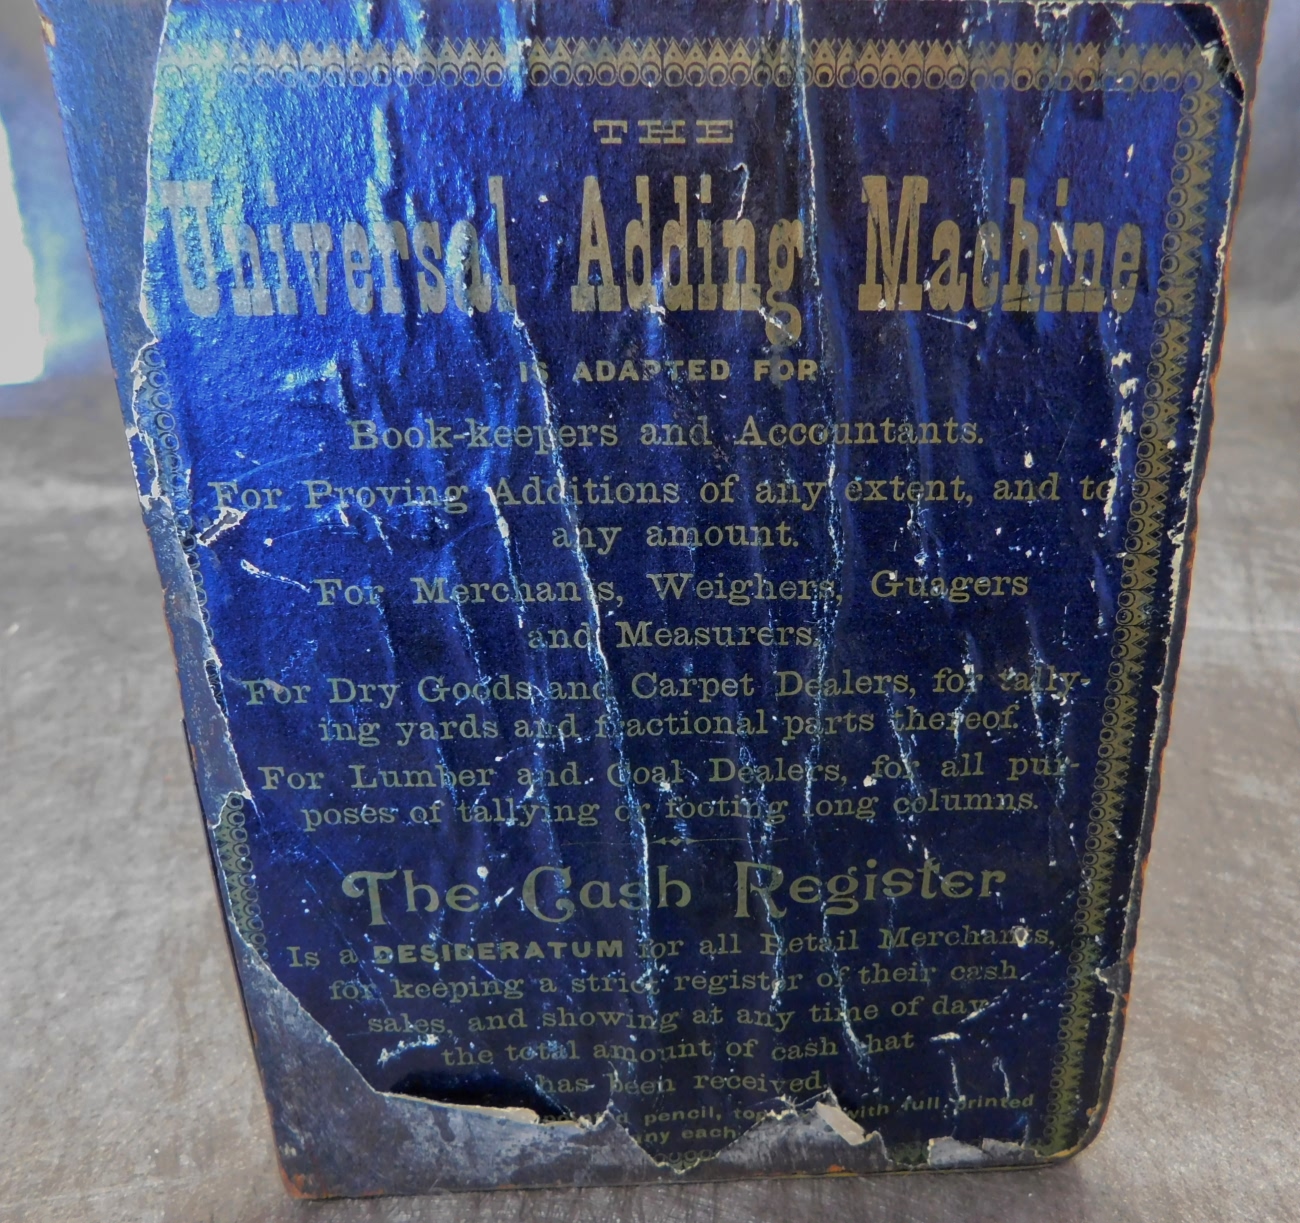 THE
Universal Adding Machine
IS ADAPTED FOR
Book-keepers and Accountants.
For Proving Additions of any extent, and to
any amount.
For Merchants, Weighers, Guagers
and Measurers.
For Dry Goods and Carpet Dealers, for tally-
ing yards and fractional parts thereof.
For Lumber and Coal Dealers, for all pur-
poses of tallying or footing long columns.
The Cash Register
Is a DESIDERATUM for all Retail Merchants,
for keeping a strict register of their cash
sales, and showing at any time of day
the total amount of cash that
has been received.
pencil, with full printed
each